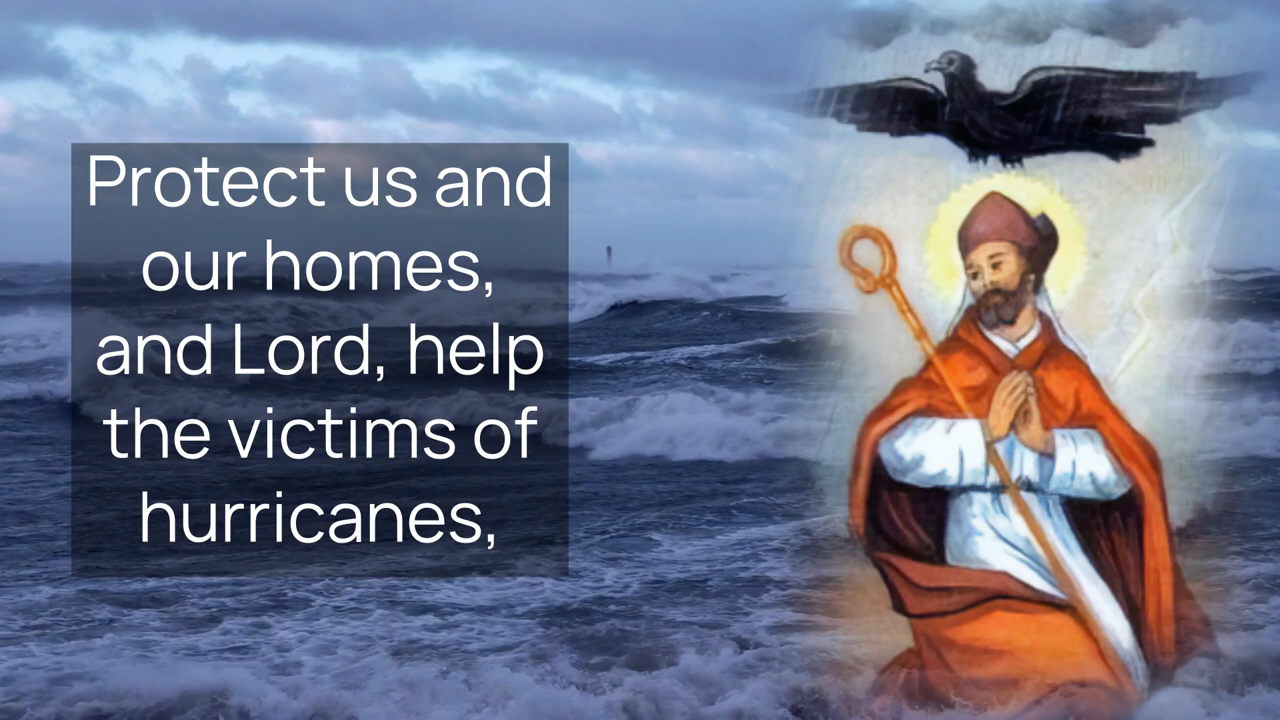 Protect us and
our homes,
and Lord, help
the victims of
hurricanes,